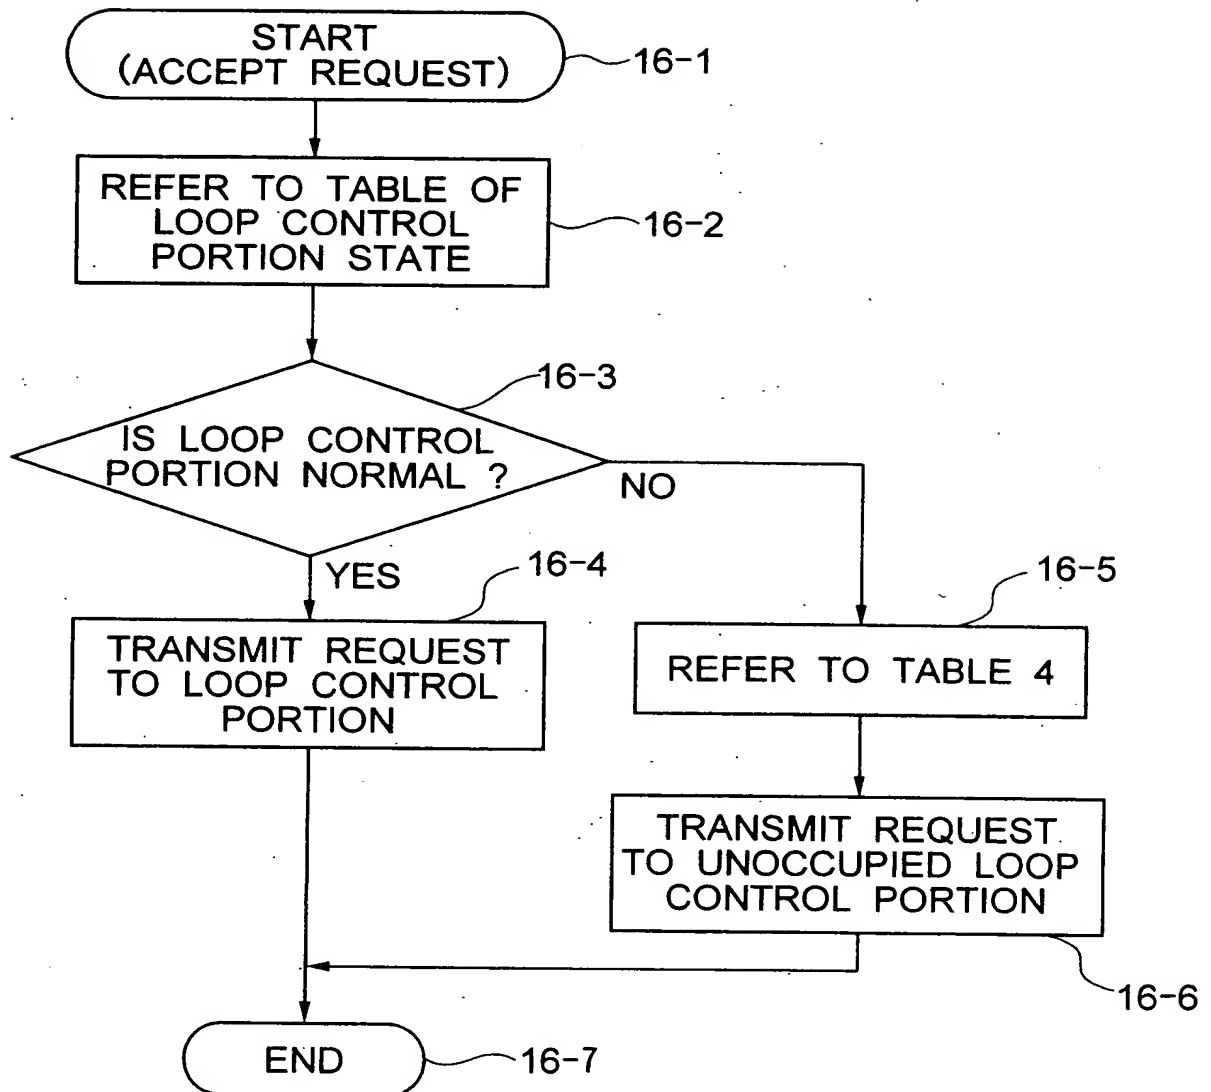 START
(ACCEPT REQUEST)
16-1
REFER TO TABLE OF
LOOP CONTROL
PORTION STATE
16-2
16-3
IS LOOP CONTROL
PORTION NORMAL ?
NO
YES
16-4
16-5
TRANSMIT REQUEST
TO LOOP CONTROL
PORTION
REFER TO TABLE 4
TRANSMIT REQUEST
TO UNOCCUPIED LOOP
CONTROL PORTION
16-6
END
16-7